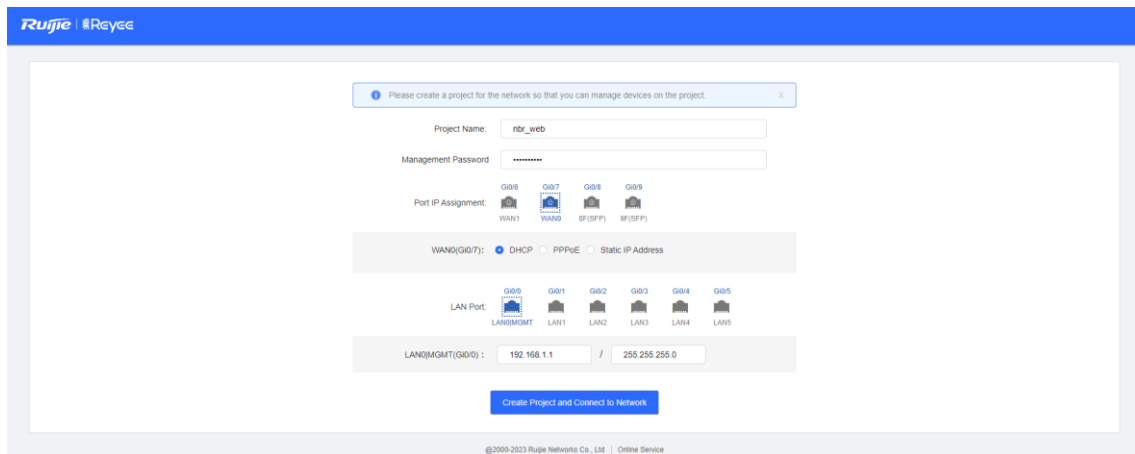 Ruijie | Reyee
Please create a project for the network so that you can manage devices on the project. X
Project Name: nbr_web
Management Password ••••••••••
Gi0/6 Gi0/7 Gi0/8 Gi0/9
Port IP Assignment:
WAN1 WAN0 8F(SFP) 9F(SFP)
WAN0(Gi0/7): DHCP PPPoE Static IP Address
Gi0/0 Gi0/1 Gi0/2 Gi0/3 Gi0/4 Gi0/5
LAN Port:
LAN0|MGMT LAN1 LAN2 LAN3 LAN4 LAN5
LAN0|MGMT(Gi0/0) : 192.168.1.1 / 255.255.255.0
Create Project and Connect to Network
@2000-2023 Ruijie Networks Co., Ltd | Online Service